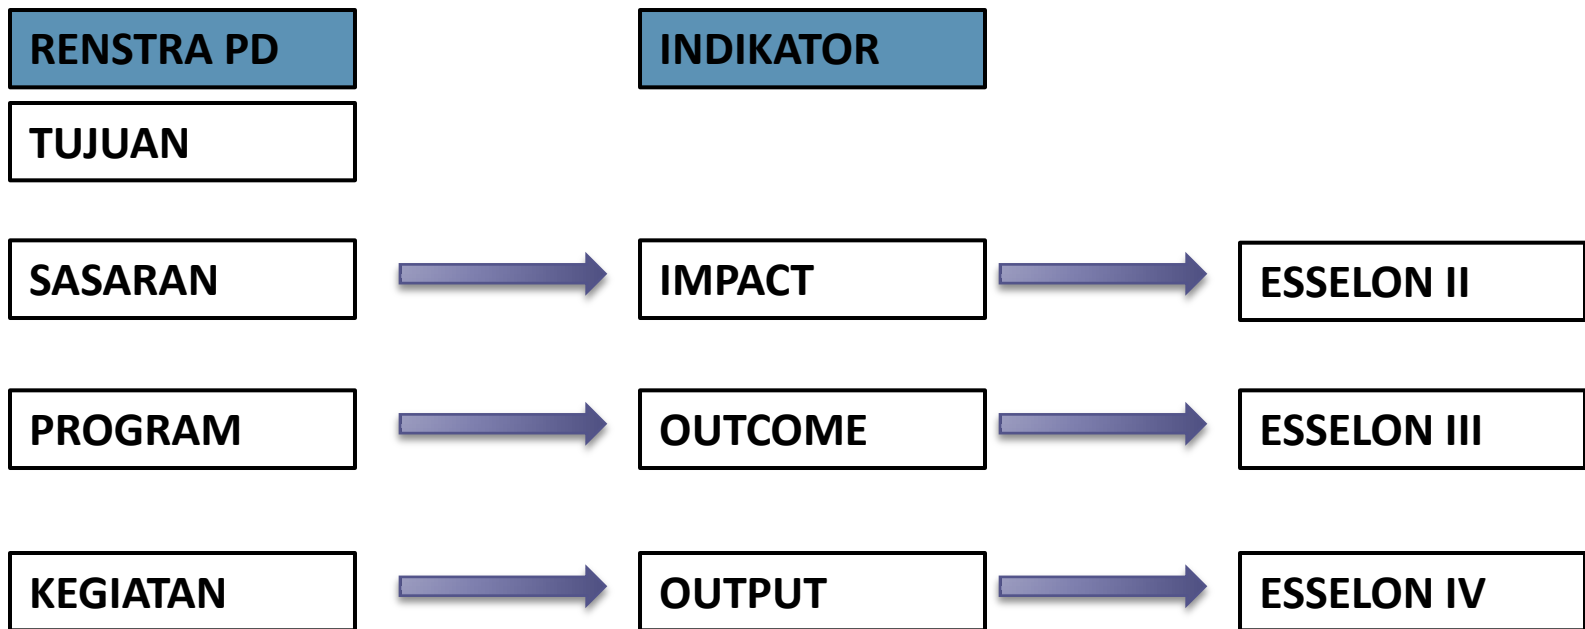 RENSTRA PD
INDIKATOR
TUJUAN
SASARAN
IMPACT
ESSELON II
PROGRAM
OUTCOME
ESSELON III
KEGIATAN
OUTPUT
ESSELON IV